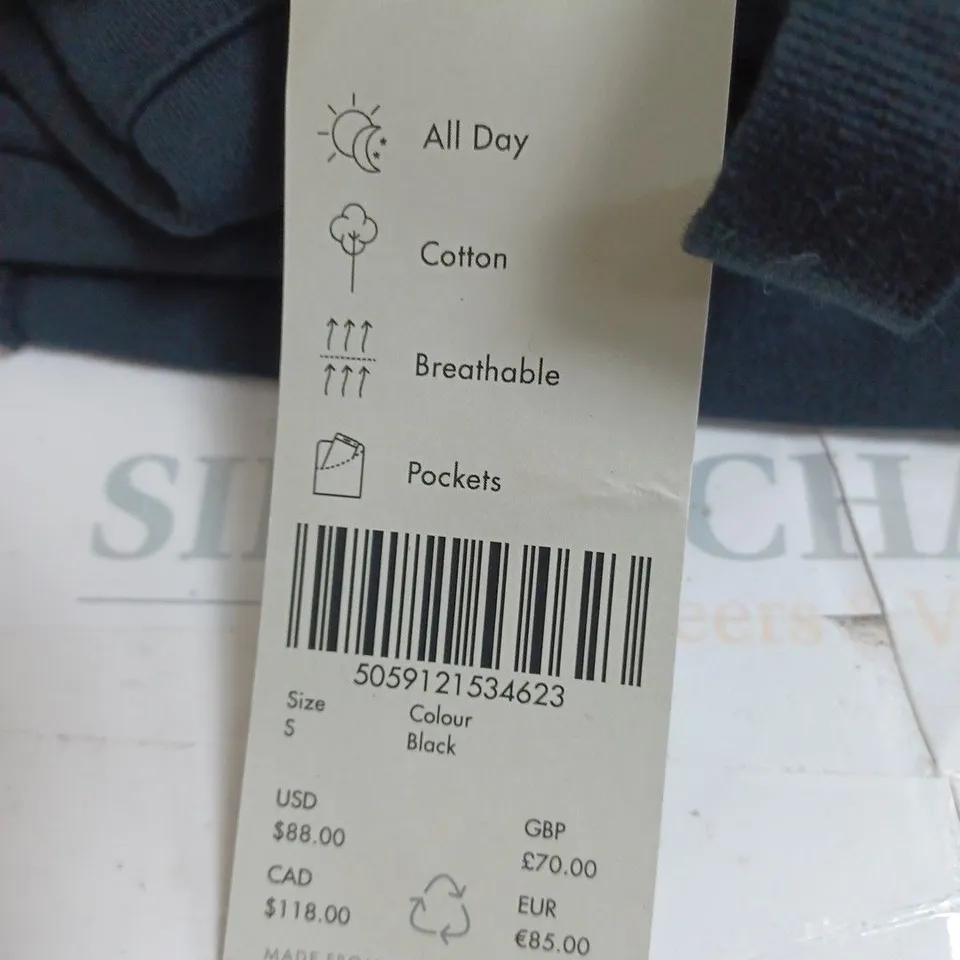 All Day
Cotton
Breathable
Pockets
5059121534623
Size
S
Colour
Black
USD
$88.00
GBP
£70.00
CAD
$118.00
EUR
€85.00
MADE